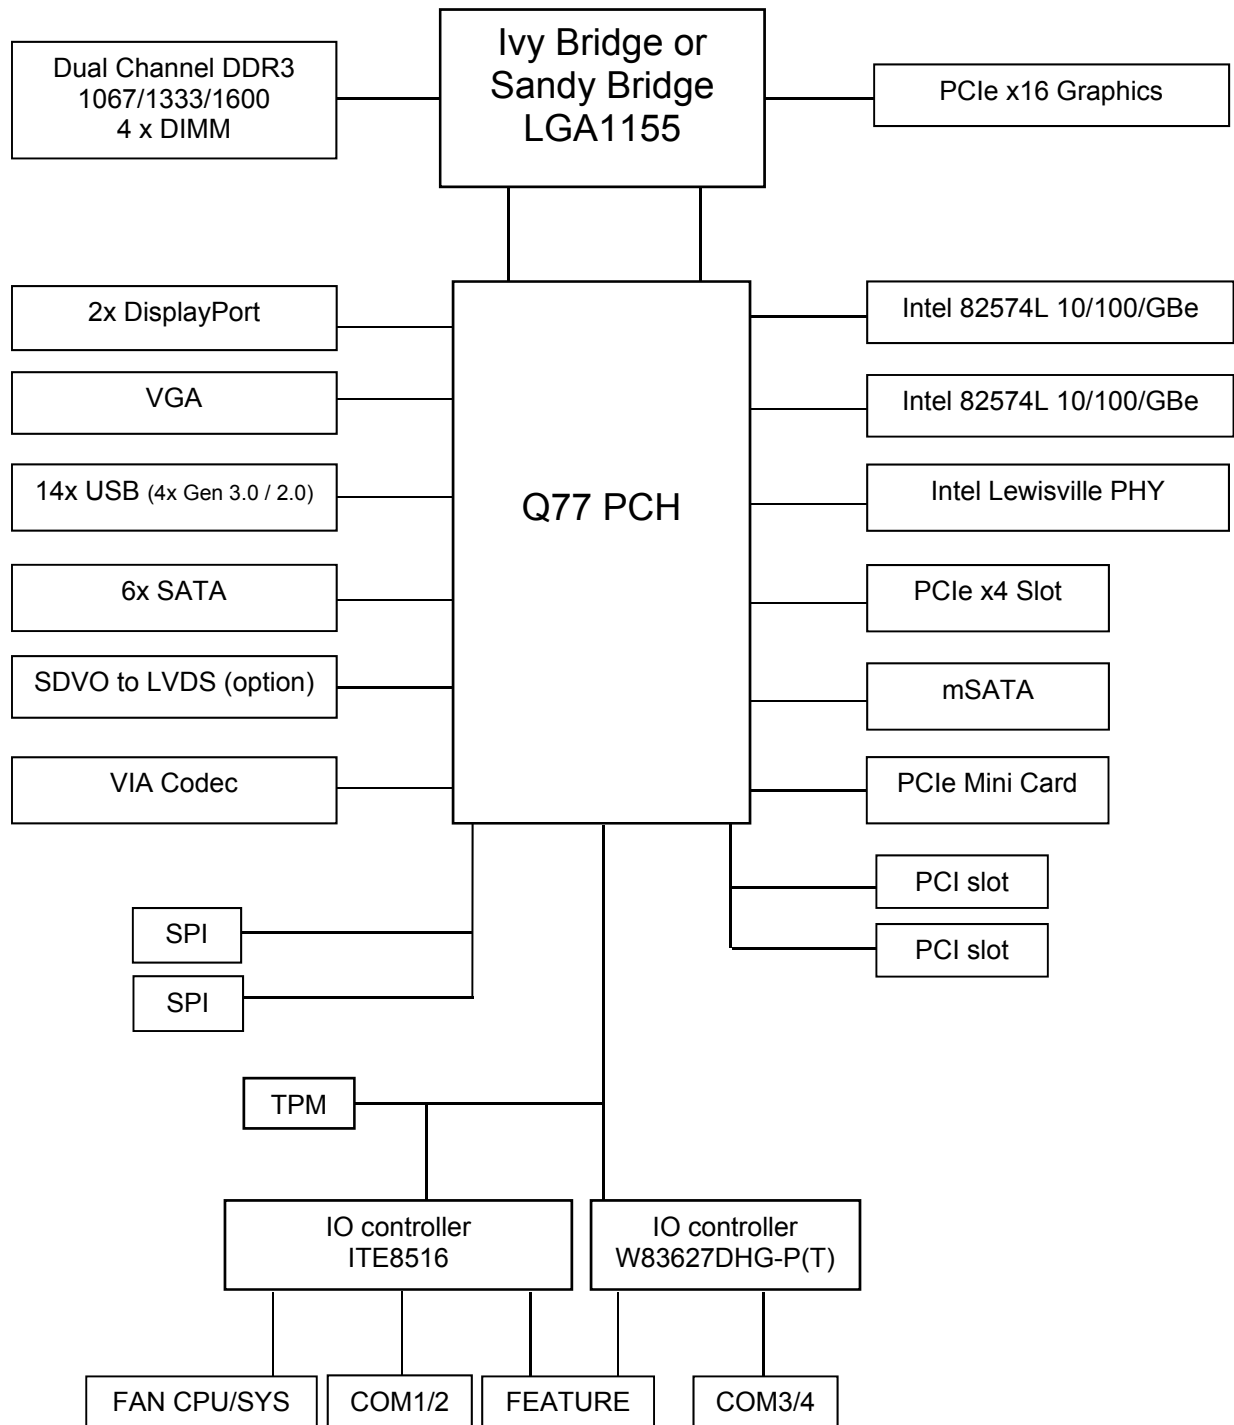 Ivy Bridge or
Sandy Bridge
LGA1155
Dual Channel DDR3
1067/1333/1600
4 x DIMM
PCIe x16 Graphics
2x DisplayPort
VGA
14x USB (4x Gen 3.0 / 2.0)
6x SATA
SDVO to LVDS (option)
VIA Codec
Q77 PCH
Intel 82574L 10/100/GBe
Intel 82574L 10/100/GBe
Intel Lewisville PHY
PCIe x4 Slot
mSATA
PCIe Mini Card
PCI slot
PCI slot
SPI
SPI
TPM
IO controller
ITE8516
IO controller
W83627DHG-P(T)
FAN CPU/SYS
COM1/2
FEATURE
COM3/4